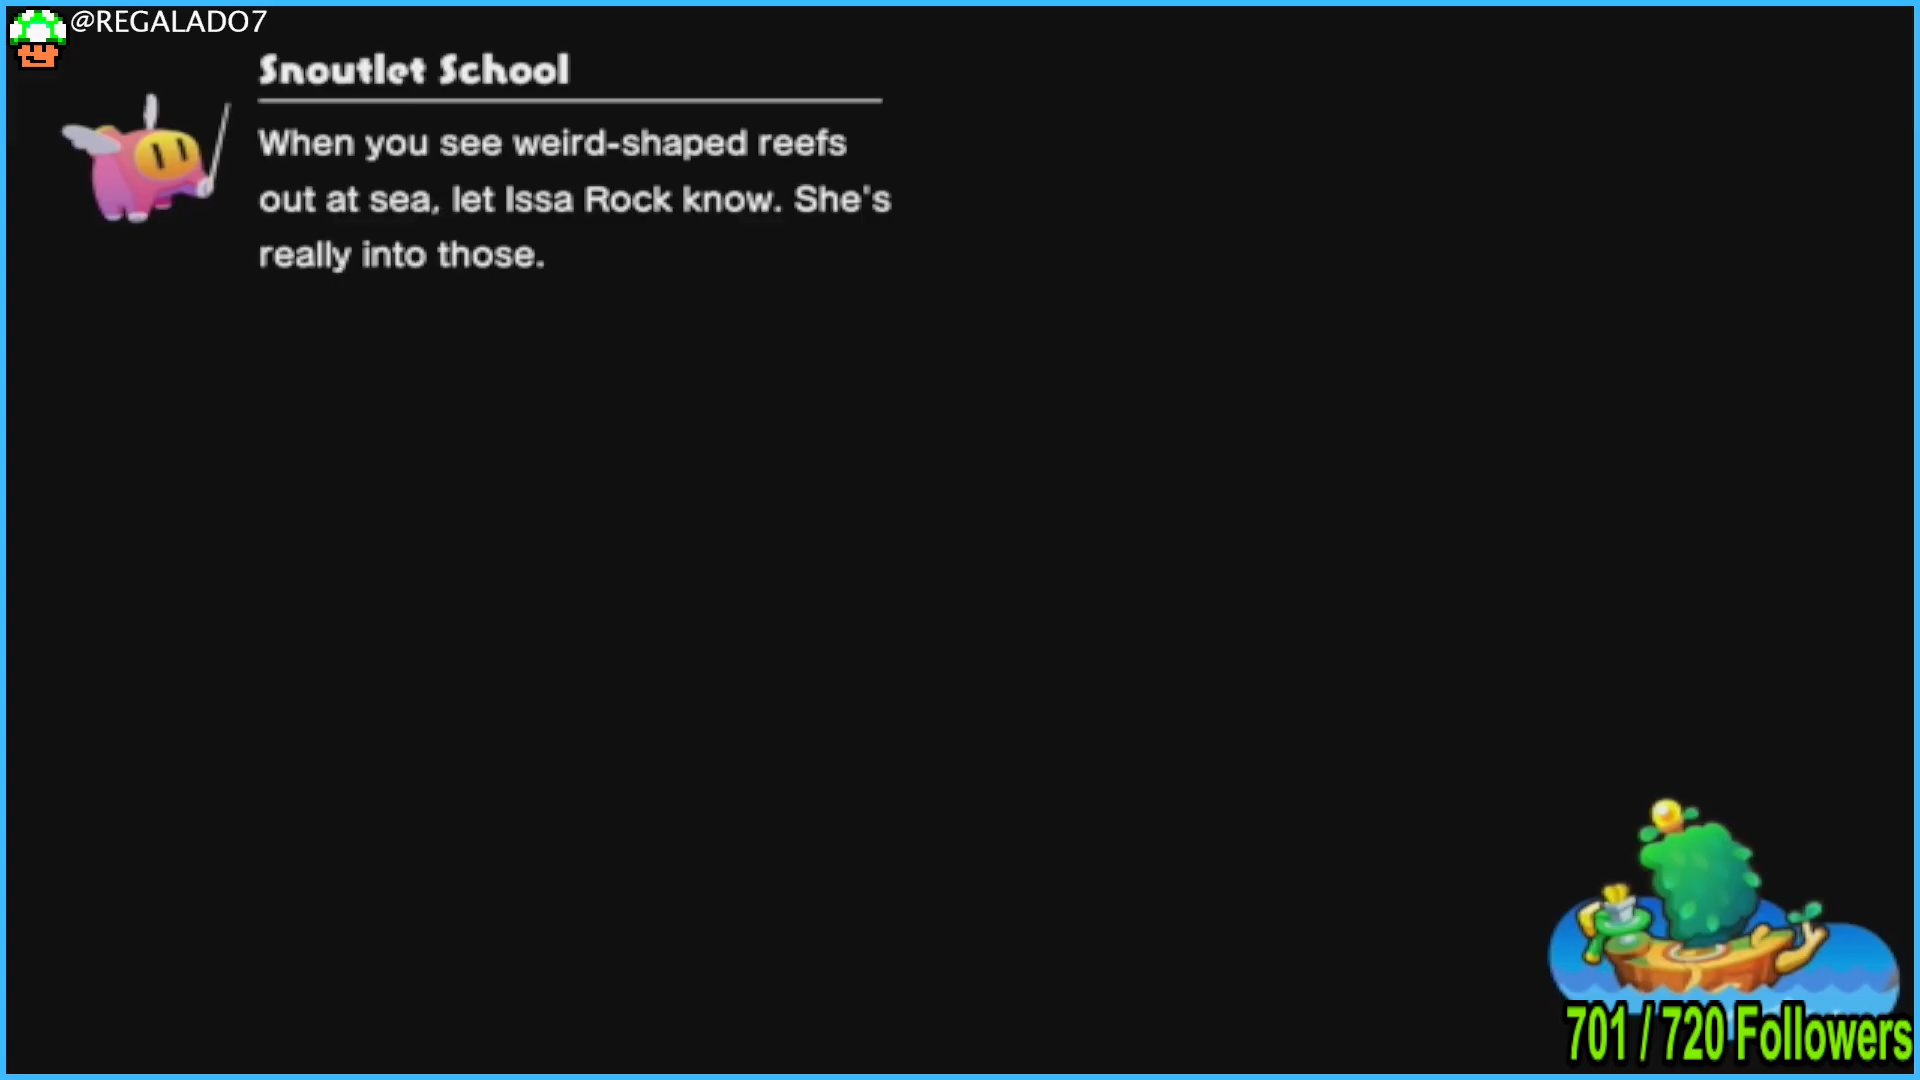 @REGALADO7
Snoutlet School
When you see weird-shaped reefs
out at sea, let Issa Rock know. She's
really into those.
701 / 720 Followers